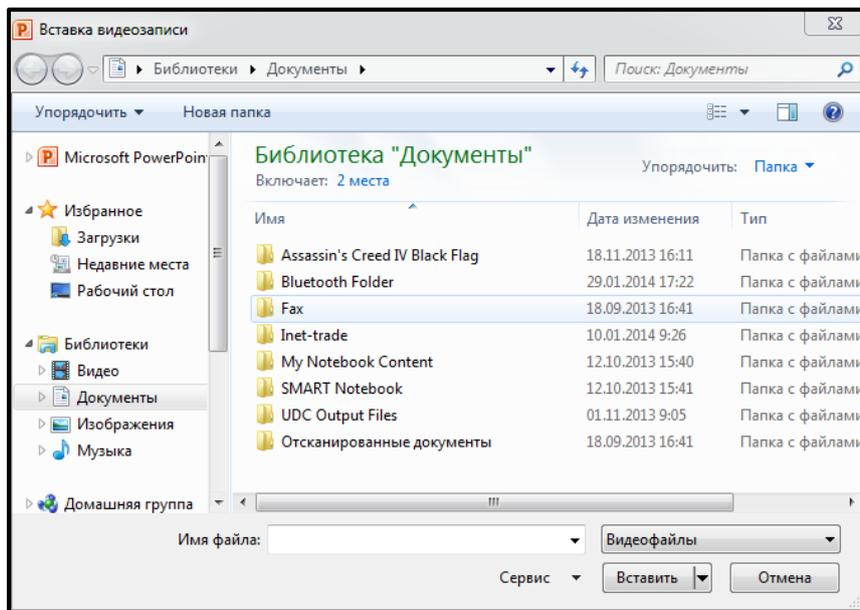 Вставка видеозаписи
Библиотеки Документы
Поиск: Документы
Упорядочить Новая папка
Microsoft PowerPoin
Избранное
Загрузки
Недавние места
Рабочий стол
Библиотеки
Видео
Документы
Изображения
Музыка
Домашняя группа
Библиотека "Документы"
Включает: 2 места
Упорядочить: Папка
Имя Дата изменения Тип
Assassin's Creed IV Black Flag 18.11.2013 16:11 Папка с файлами
Bluetooth Folder 29.01.2014 17:22 Папка с файлами
Fax 18.09.2013 16:41 Папка с файлами
Inet-trade 10.01.2014 9:26 Папка с файлами
My Notebook Content 12.10.2013 15:40 Папка с файлами
SMART Notebook 12.10.2013 15:41 Папка с файлами
UDC Output Files 01.11.2013 9:05 Папка с файлами
Отсканированные документы 18.09.2013 16:41 Папка с файлами
Имя файла: Видеофайлы
Сервис Вставить Отмена